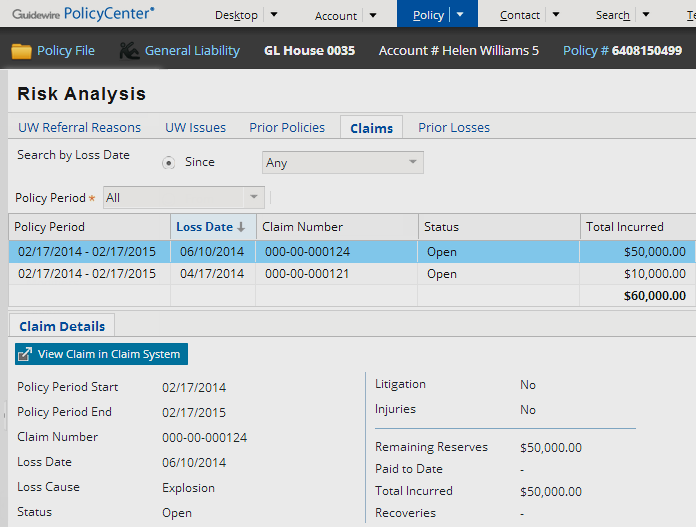 Guidewire PolicyCenter® Desktop Account Policy Contact Search
Policy File General Liability GL House 0035 Account # Helen Williams 5 Policy # 6408150499
Risk Analysis
UW Referral Reasons UW Issues Prior Policies Claims Prior Losses
Search by Loss Date Since Any
Policy Period * All
Policy Period Loss Date ↓ Claim Number Status Total Incurred
02/17/2014 - 02/17/2015 06/10/2014 000-00-000124 Open $50,000.00
02/17/2014 - 02/17/2015 04/17/2014 000-00-000121 Open $10,000.00
$60,000.00
Claim Details
View Claim in Claim System
Policy Period Start 02/17/2014
Policy Period End 02/17/2015
Claim Number 000-00-000124
Loss Date 06/10/2014
Loss Cause Explosion
Status Open
Litigation No
Injuries No
Remaining Reserves $50,000.00
Paid to Date -
Total Incurred $50,000.00
Recoveries -